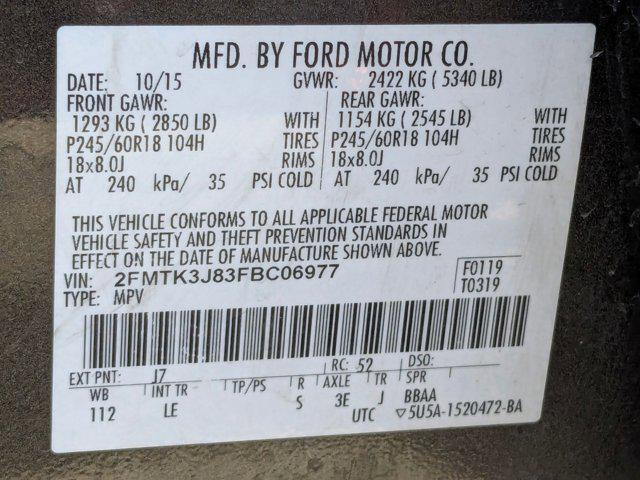 MFD. BY FORD MOTOR CO.
DATE: 10/15 GVWR: 2422 KG ( 5340 LB)
FRONT GAWR: REAR GAWR:
1293 KG ( 2850 LB) WITH 1154 KG ( 2545 LB) WITH
P245/60R18 104H TIRES P245/60R18 104H TIRES
18x8.0J RIMS 18x8.0J RIMS
AT 240 kPa/ 35 PSI COLD AT 240 kPa/ 35 PSI COLD
THIS VEHICLE CONFORMS TO ALL APPLICABLE FEDERAL MOTOR
VEHICLE SAFETY AND THEFT PREVENTION STANDARDS IN
EFFECT ON THE DATE OF MANUFACTURE SHOWN ABOVE.
VIN: 2FMTK3J83FBC06977 F0119
TYPE: MPV T0319
EXT PNT: J7 RC: 52 DSO:
WB INT TR TP/PS R AXLE TR SPR
112 LE S 3E J BBAA
UTC ▽5U5A-1520472-BA